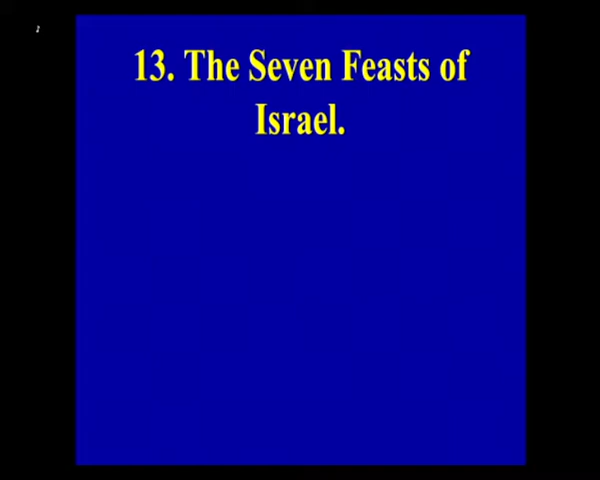 13. The Seven Feasts of
Israel.